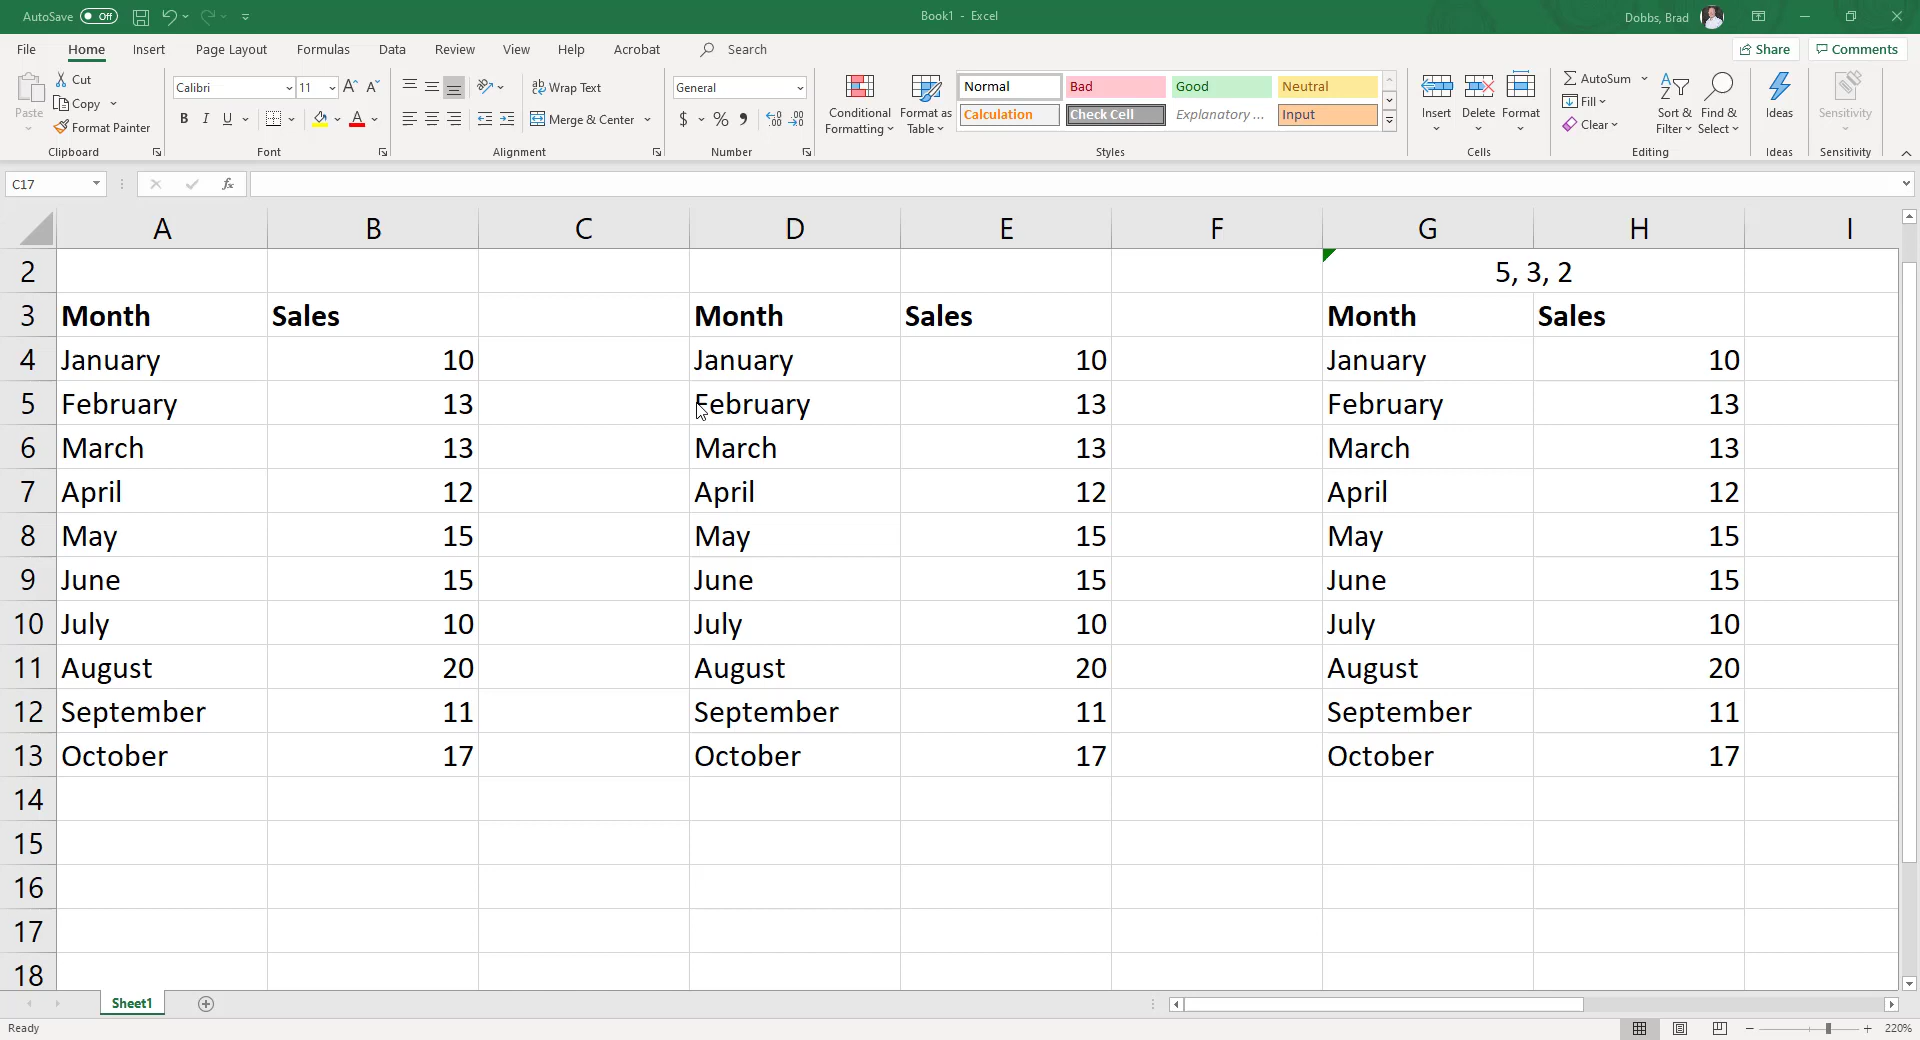 AutoSave Off Book1 - Excel Dobbs, Brad
File Home Insert Page Layout Formulas Data Review View Help Acrobat Search Share Comments
Paste Cut Copy Format Painter Clipboard
Calibri 11 B I U A A Font
Wrap Text Merge & Center Alignment
General $ % Number
Conditional Formatting Format as Table Normal Bad Good Neutral Calculation Check Cell Explanatory ... Input Styles
Insert Delete Format Cells
AutoSum Fill Clear Sort & Filter Find & Select Editing
Ideas Ideas
Sensitivity Sensitivity
C17 fx
A B C D E F G H I
2 5, 3, 2
3 Month Sales Month Sales Month Sales
4 January 10 January 10 January 10
5 February 13 February 13 February 13
6 March 13 March 13 March 13
7 April 12 April 12 April 12
8 May 15 May 15 May 15
9 June 15 June 15 June 15
10 July 10 July 10 July 10
11 August 20 August 20 August 20
12 September 11 September 11 September 11
13 October 17 October 17 October 17
14
15
16
17
18
Sheet1
Ready 220%